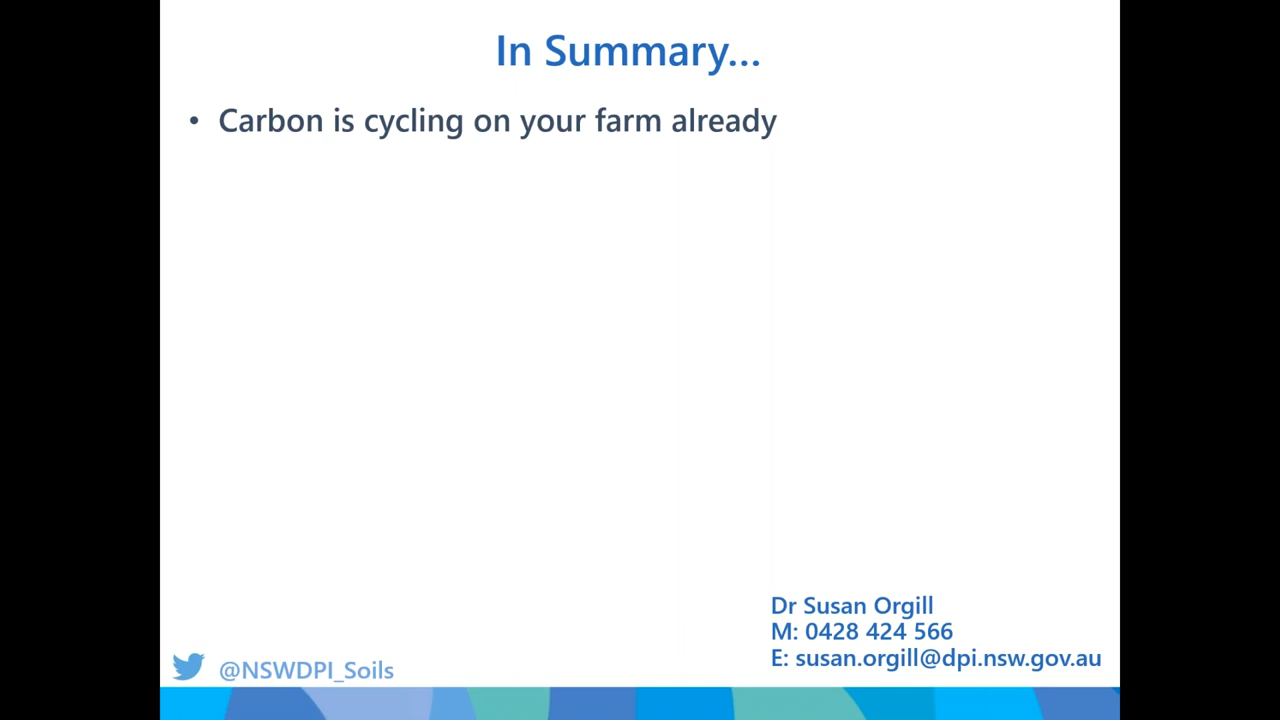 In Summary...
• Carbon is cycling on your farm already
Dr Susan Orgill
M: 0428 424 566
E: susan.orgill@dpi.nsw.gov.au
@NSWDPI_Soils